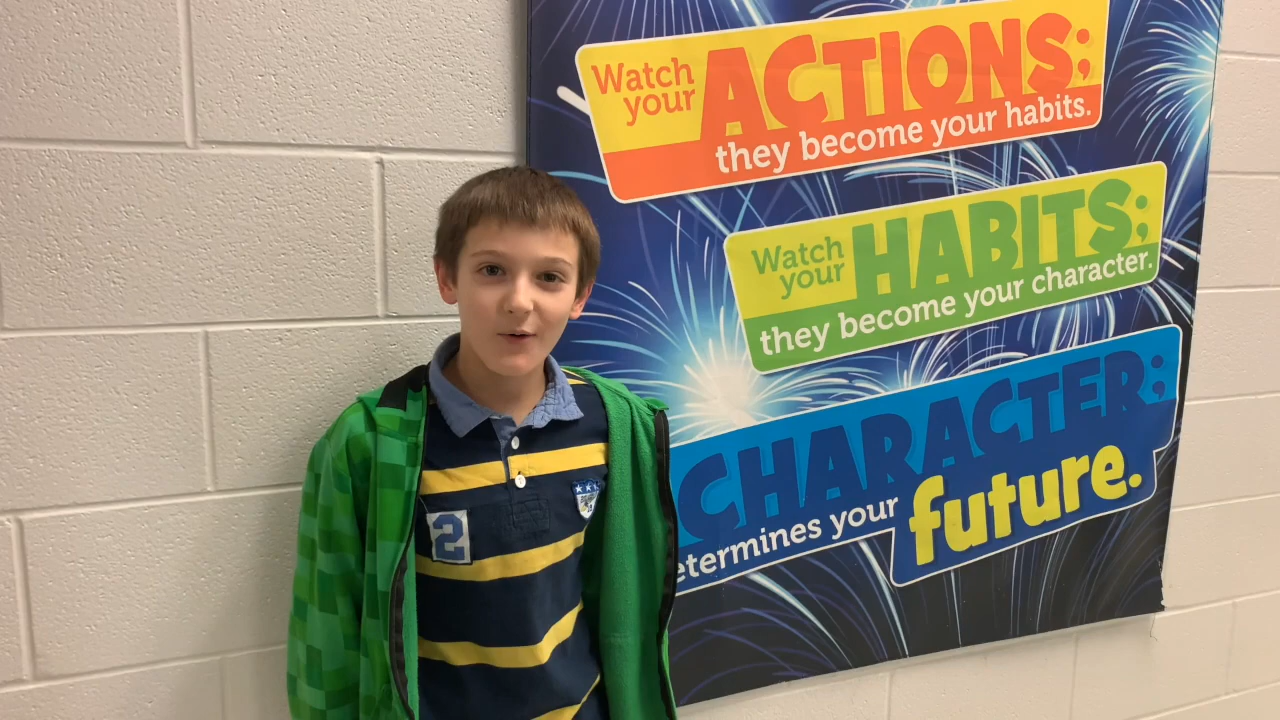 Watch
your ACTIONS;
they become your habits.
Watch
your HABITS;
they become your character.
CHARACTER;
etermines your future.
2